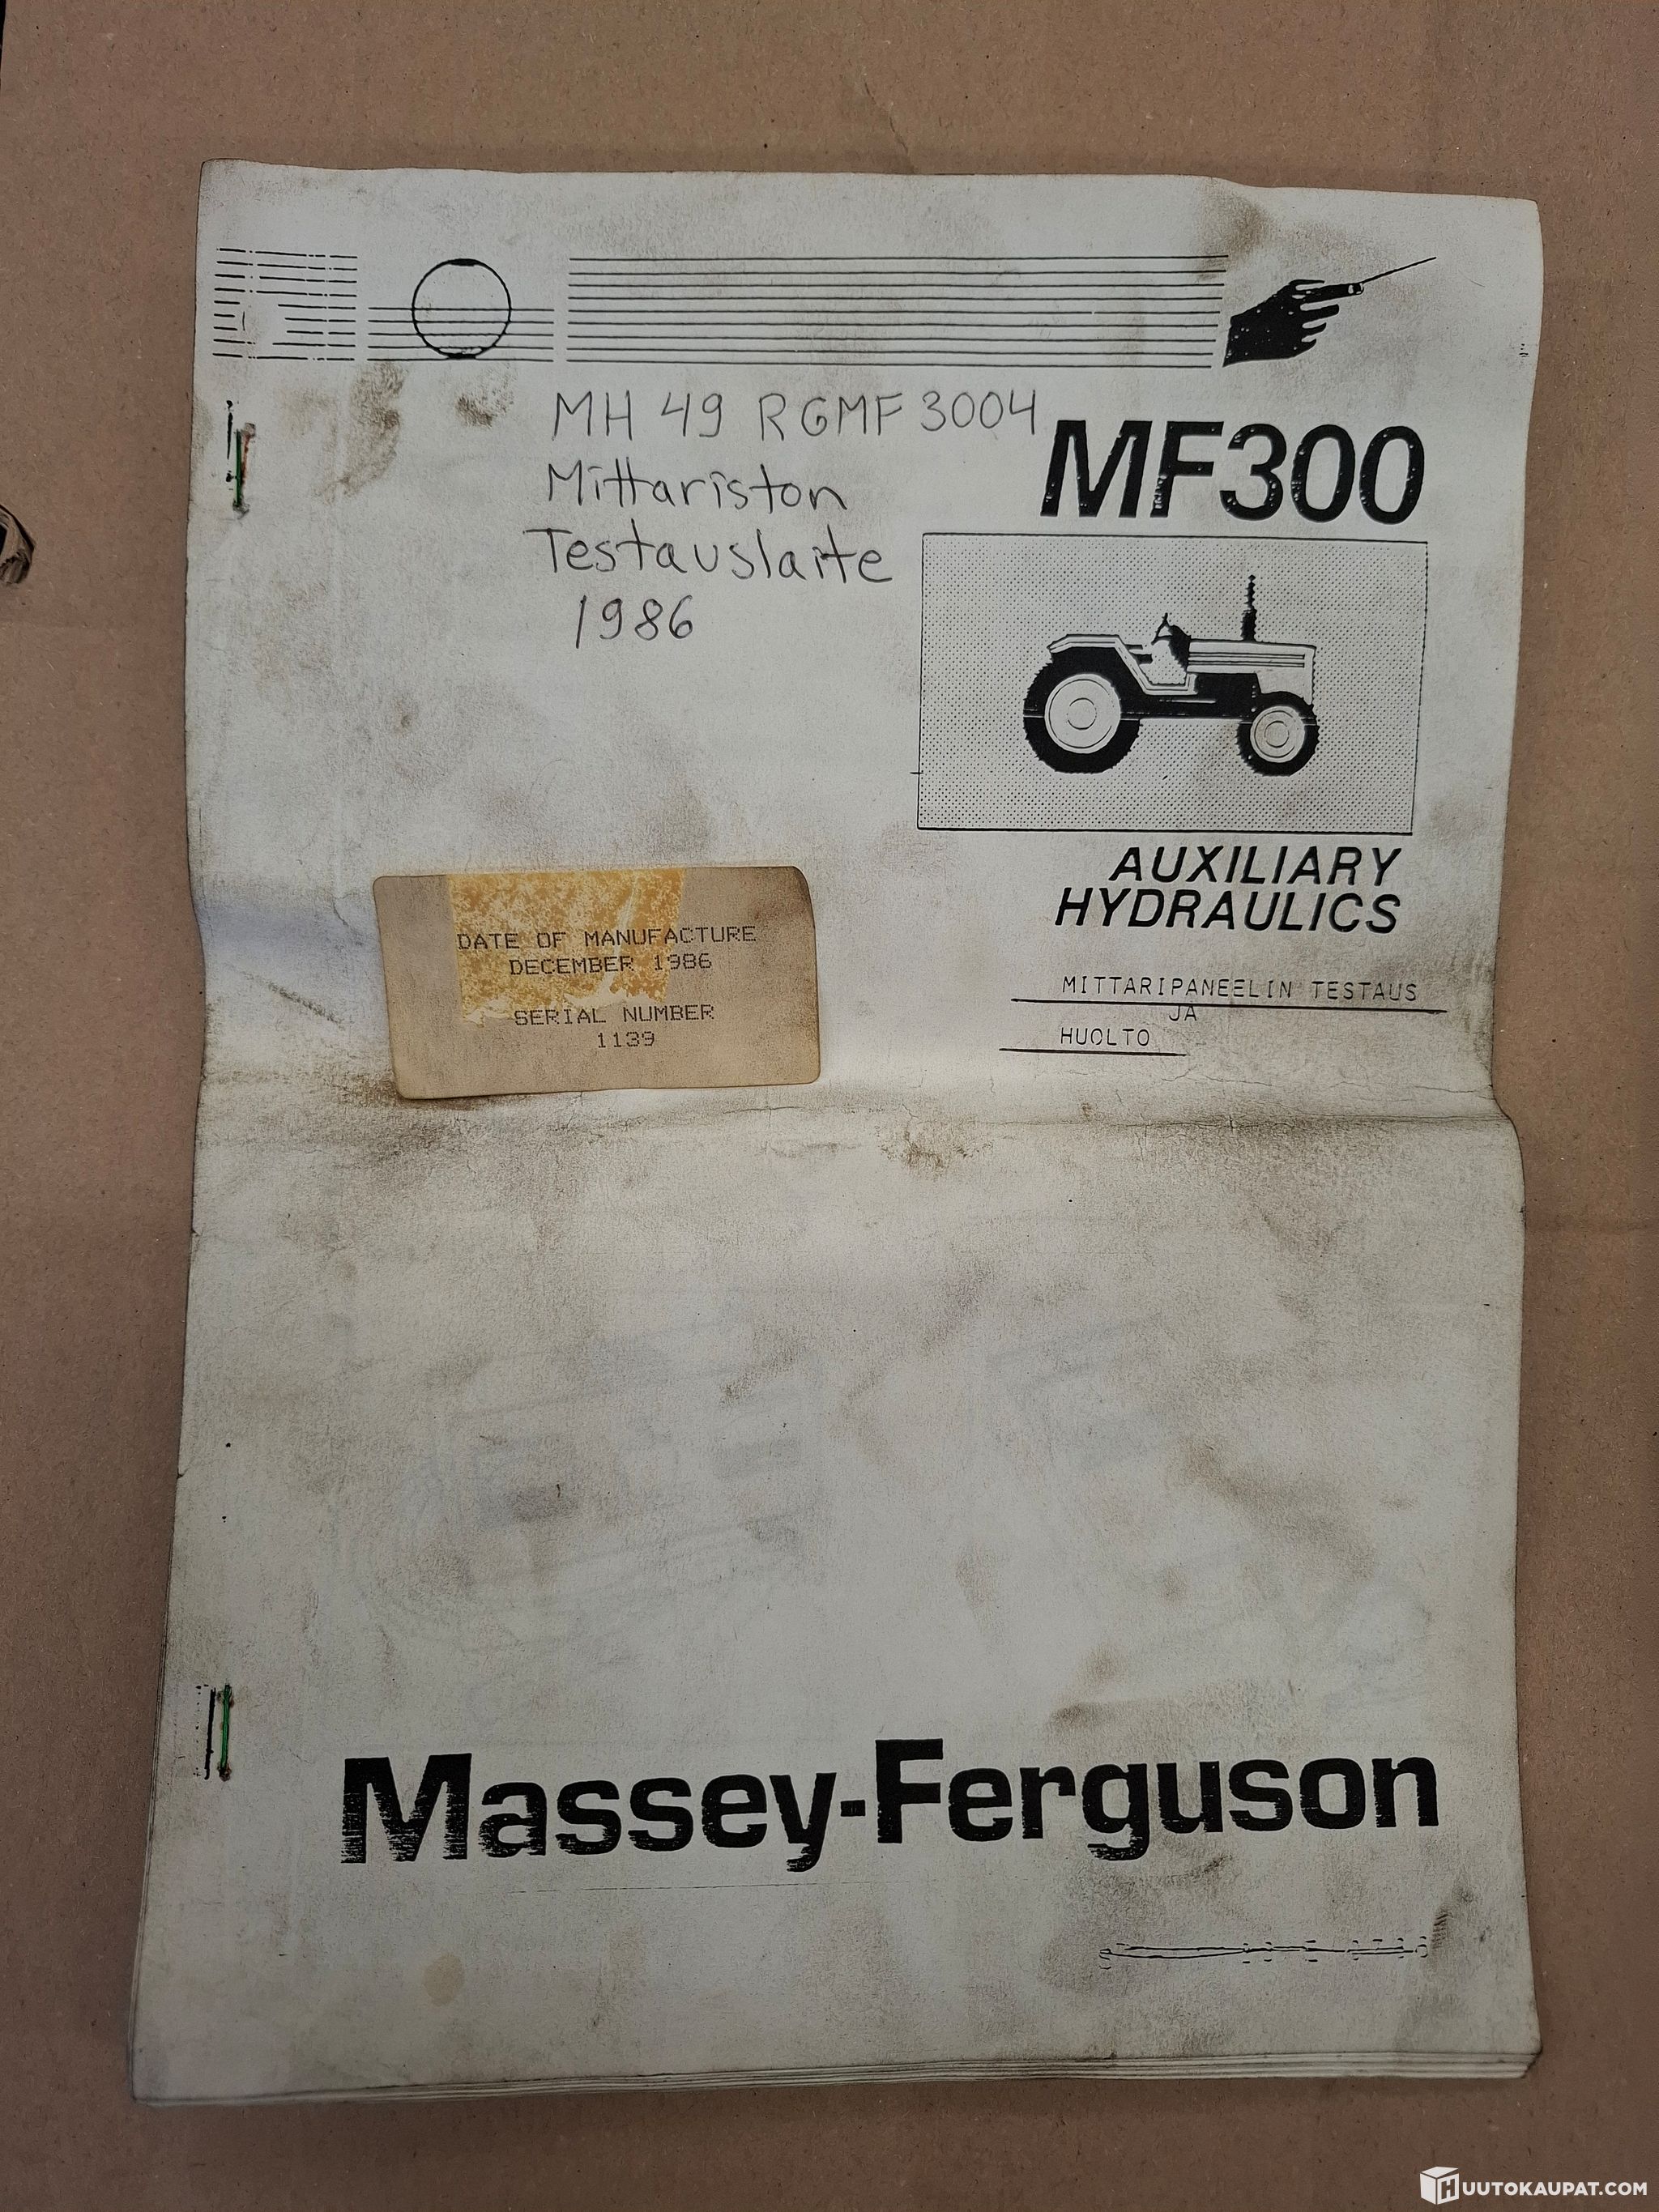 MH 49 RGMF 3004
Mittariston
Testauslaite
1986
MF300
AUXILIARY
HYDRAULICS
MITTARIPANEELIN TESTAUS
JA
HUOLTO
DATE OF MANUFACTURE
DECEMBER 1986
SERIAL NUMBER
1139
Massey-Ferguson
HUUTOKAUPAT.COM